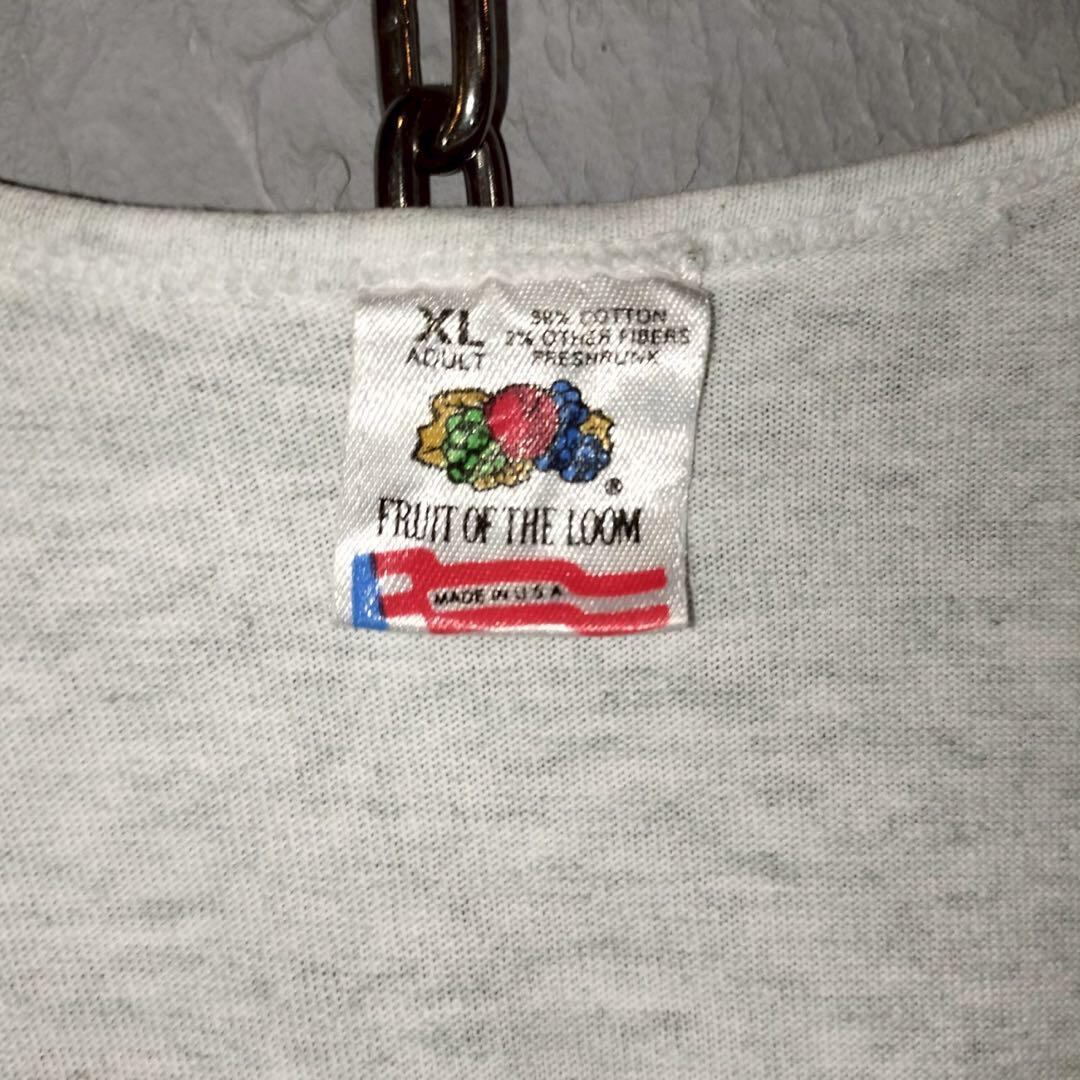 XL
ADULT
98% COTTON
2% OTHER FIBERS
PRESHRUNK
®
FRUIT OF THE LOOM
MADE IN U.S.A